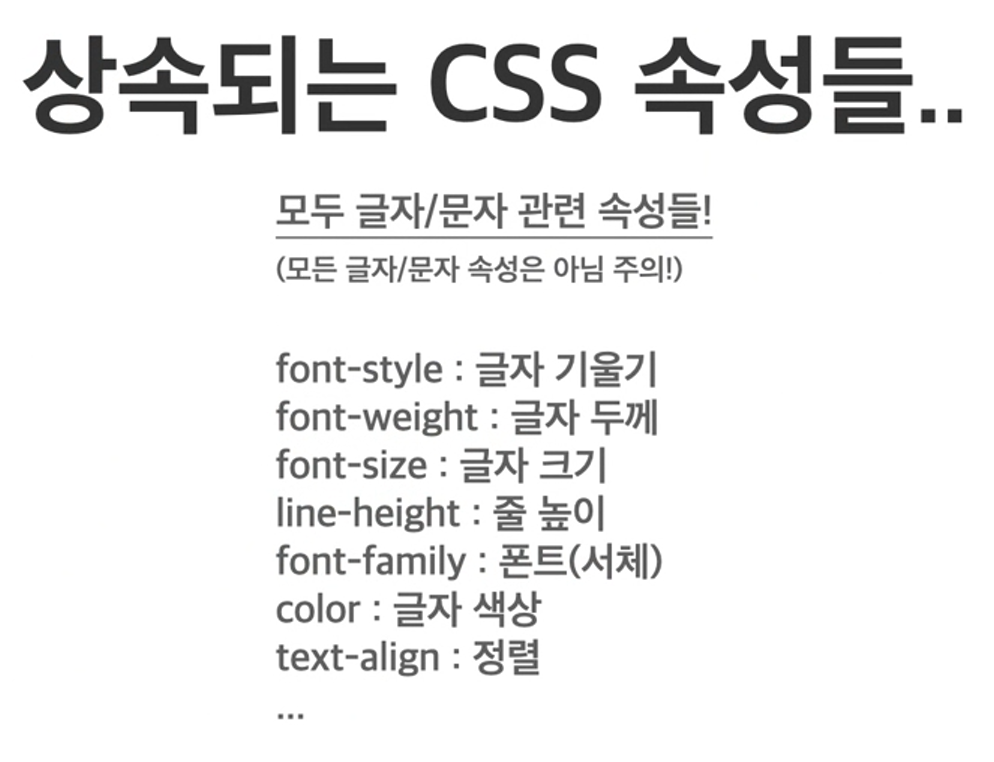 상속되는 CSS 속성들..
모두 글자/문자 관련 속성들!
(모든 글자/문자 속성은 아님 주의!)
font-style : 글자 기울기
font-weight : 글자 두께
font-size : 글자 크기
line-height : 줄 높이
font-family : 폰트(서체)
color : 글자 색상
text-align : 정렬
...